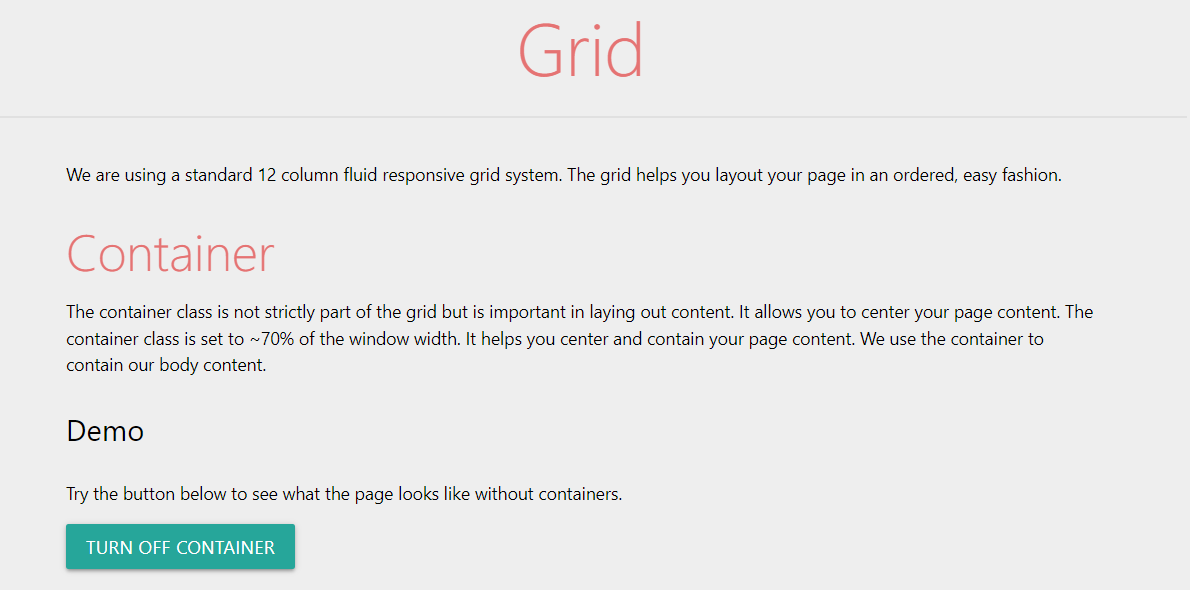 Grid
We are using a standard 12 column fluid responsive grid system. The grid helps you layout your page in an ordered, easy fashion.
Container
The container class is not strictly part of the grid but is important in laying out content. It allows you to center your page content. The
container class is set to ~70% of the window width. It helps you center and contain your page content. We use the container to
contain our body content.
Demo
Try the button below to see what the page looks like without containers.
TURN OFF CONTAINER